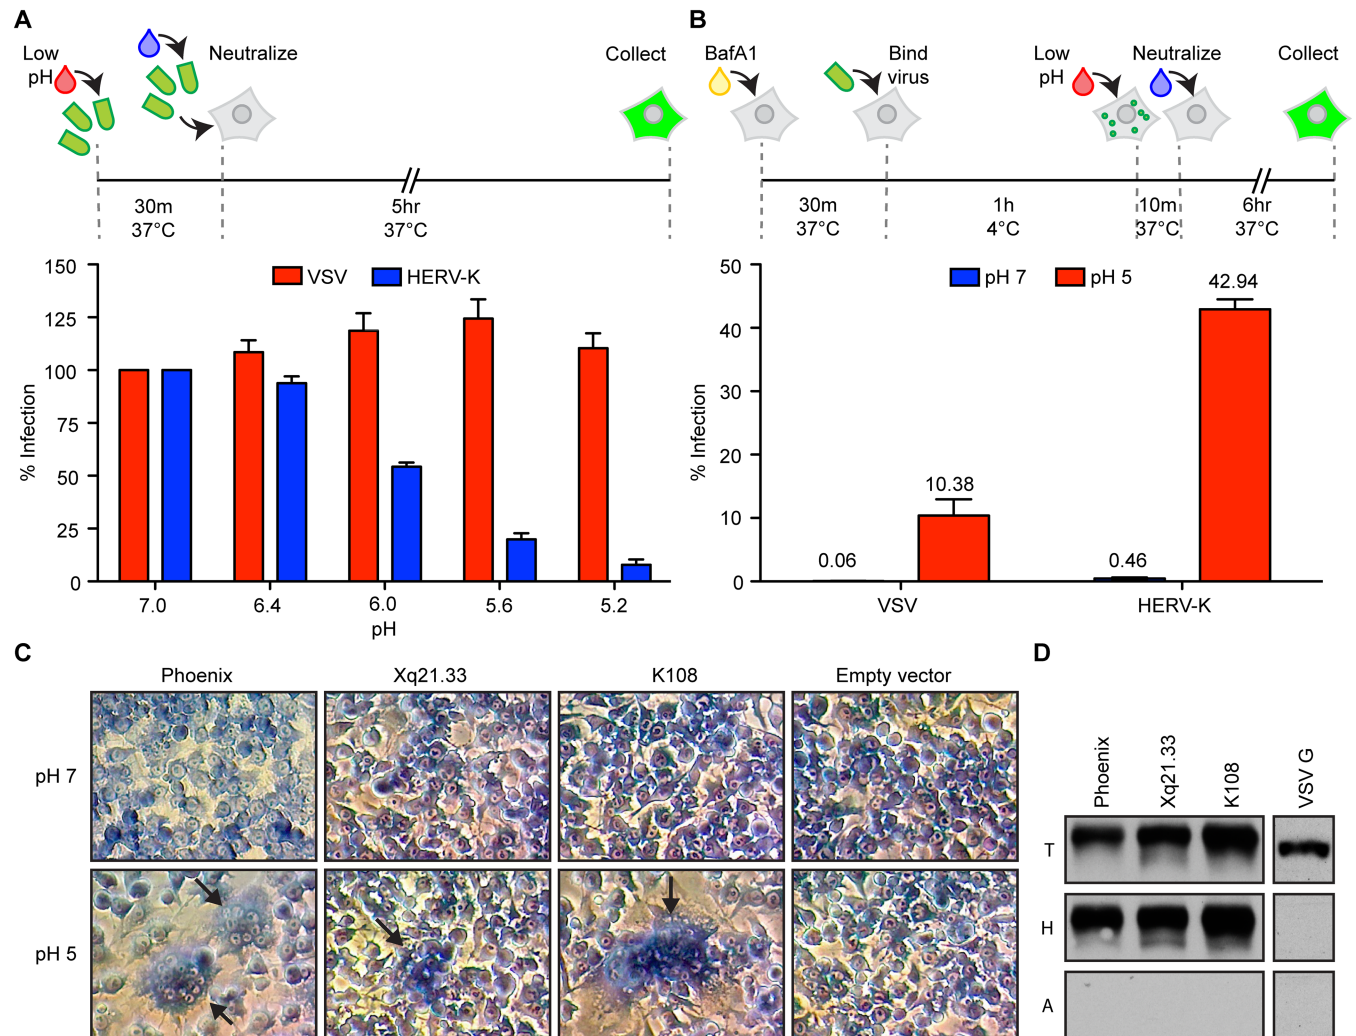 A
Low
pH
Neutralize
Collect
30m
37°C
5hr
37°C
% Infection
150
125
100
75
50
25
0
VSV
HERV-K
7.0
6.4
6.0
5.6
5.2
pH
B
BafA1
Bind
virus
Low
pH
Neutralize
Collect
30m
37°C
1h
4°C
10m
37°C
6hr
37°C
% Infection
50
40
30
20
10
0
pH 7
pH 5
0.06
10.38
0.46
42.94
VSV
HERV-K
C
Phoenix
Xq21.33
K108
Empty vector
pH 7
pH 5
D
Phoenix
Xq21.33
K108
VSV G
T
H
A